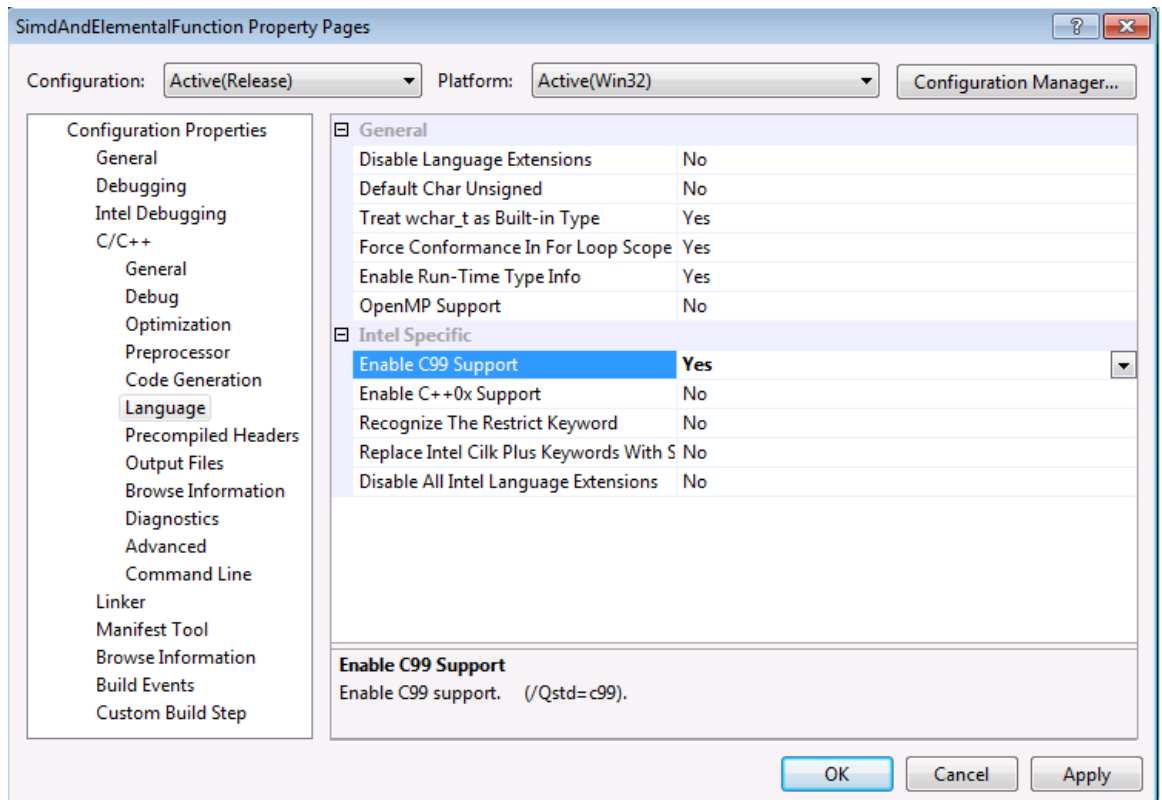 SimdAndElementalFunction Property Pages
Configuration: Active(Release) Platform: Active(Win32) Configuration Manager...
Configuration Properties
General
Debugging
Intel Debugging
C/C++
General
Debug
Optimization
Preprocessor
Code Generation
Language
Precompiled Headers
Output Files
Browse Information
Diagnostics
Advanced
Command Line
Linker
Manifest Tool
Browse Information
Build Events
Custom Build Step
General
Disable Language Extensions No
Default Char Unsigned No
Treat wchar_t as Built-in Type Yes
Force Conformance In For Loop Scope Yes
Enable Run-Time Type Info Yes
OpenMP Support No
Intel Specific
Enable C99 Support Yes
Enable C++0x Support No
Recognize The Restrict Keyword No
Replace Intel Cilk Plus Keywords With S No
Disable All Intel Language Extensions No
Enable C99 Support
Enable C99 support. (/Qstd=c99).
OK Cancel Apply